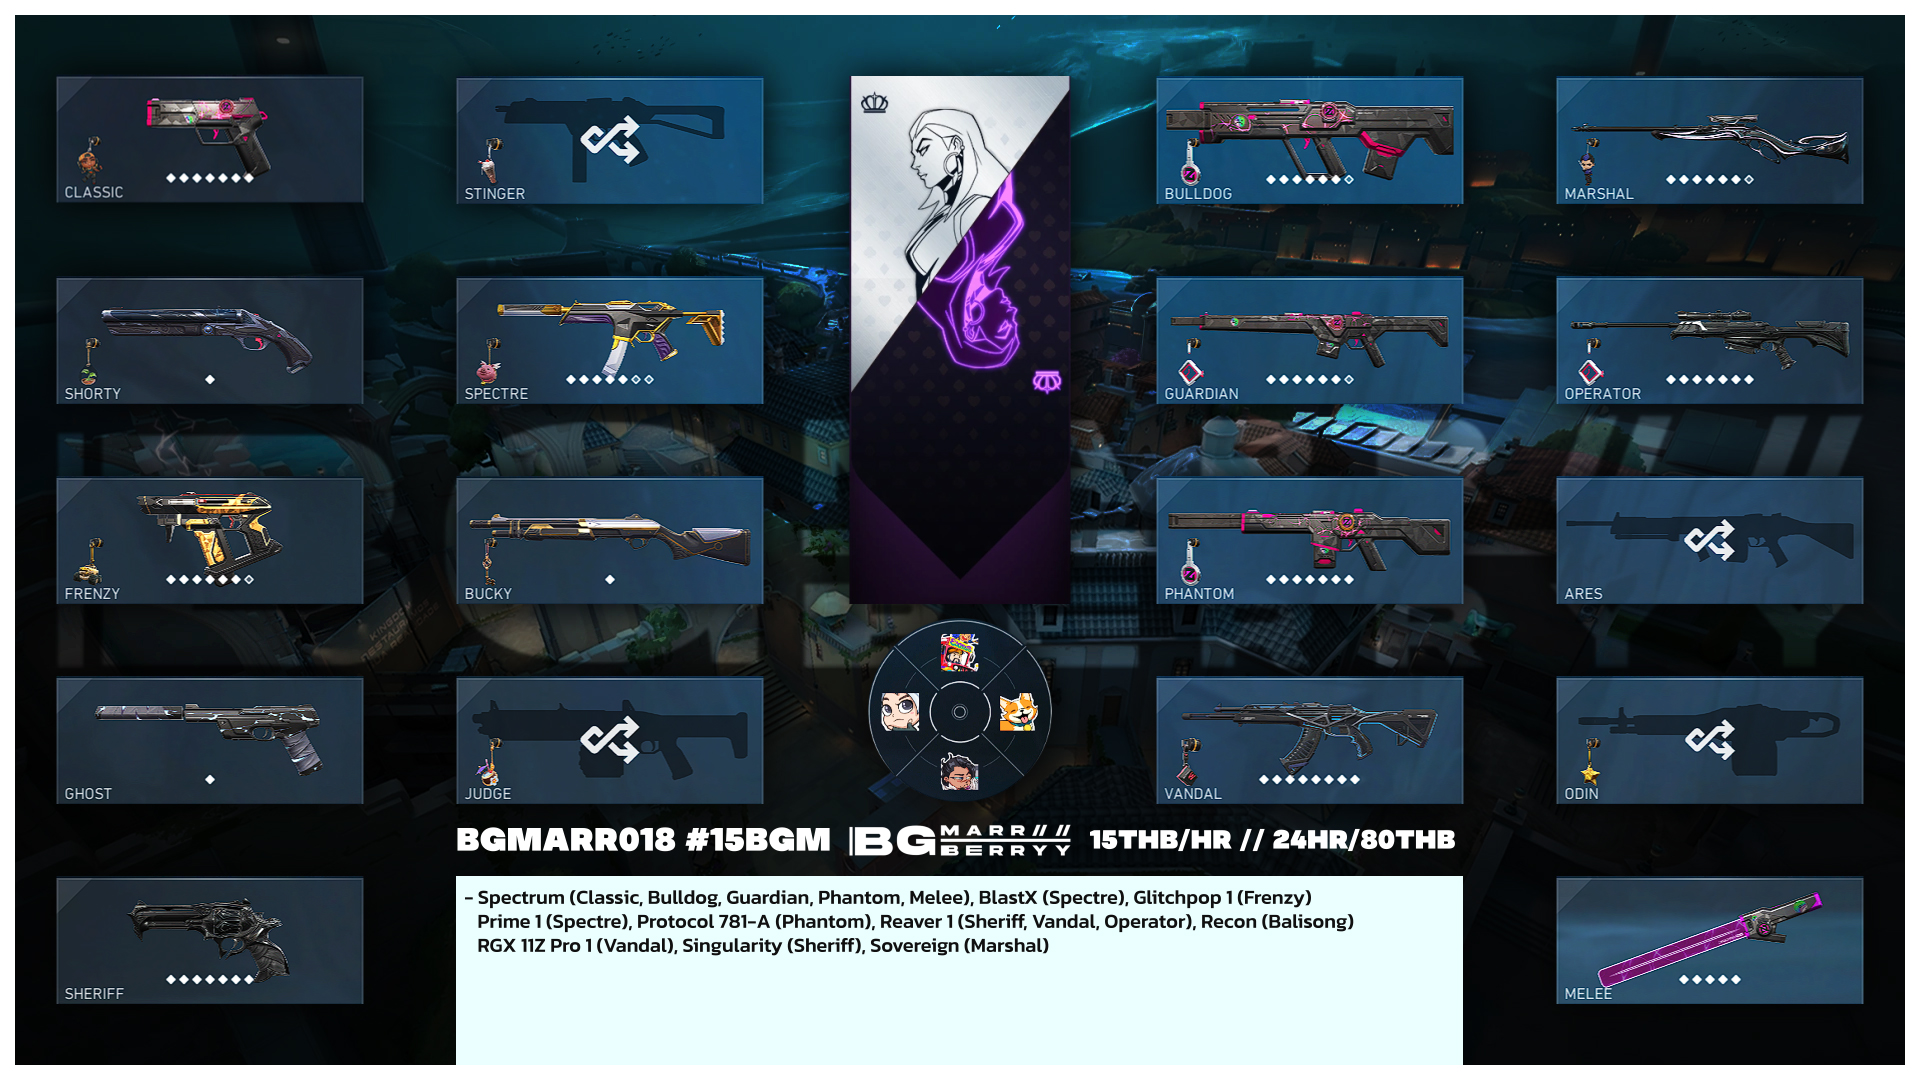 CLASSIC
STINGER
BULLDOG
MARSHAL
SHORTY
SPECTRE
GUARDIAN
OPERATOR
FRENZY
BUCKY
PHANTOM
ARES
GHOST
JUDGE
VANDAL
ODIN
BGMARR018 #15BGM
BG MARR////
BERRYY
15THB/HR // 24HR/80THB
SHERIFF
MELEE
- Spectrum (Classic, Bulldog, Guardian, Phantom, Melee), BlastX (Spectre), Glitchpop 1 (Frenzy)
Prime 1 (Spectre), Protocol 781-A (Phantom), Reaver 1 (Sheriff, Vandal, Operator), Recon (Balisong)
RGX 11Z Pro 1 (Vandal), Singularity (Sheriff), Sovereign (Marshal)